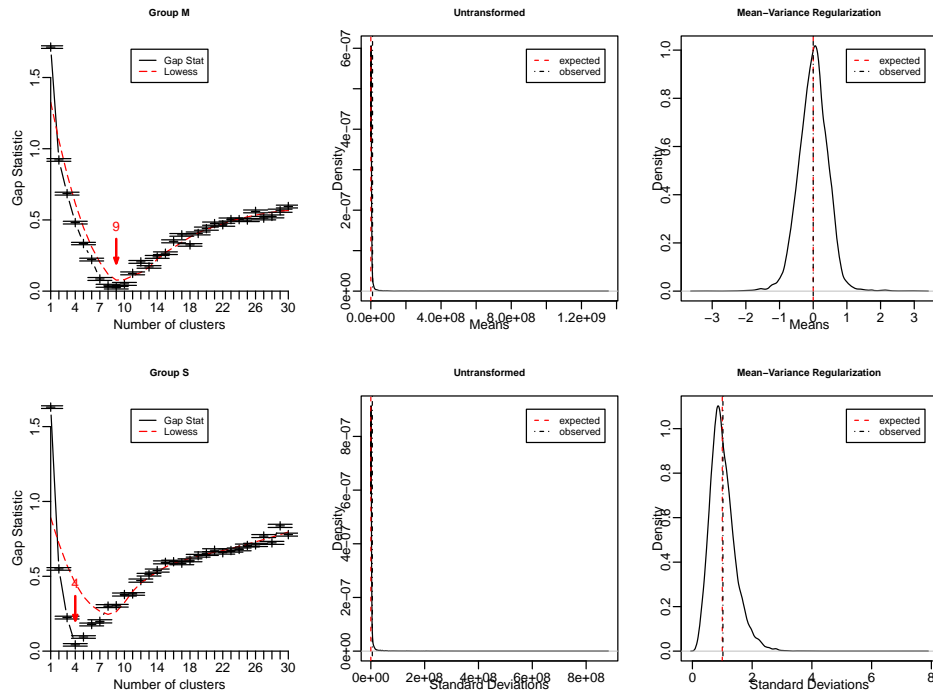 Group M
Gap Stat
Lowess
9
Gap Statistic
0.0 0.5 1.0 1.5
1 4 7 10 14 18 22 26 30
Number of clusters
Untransformed
expected
observed
Density
0e+00 2e−07 4e−07 6e−07
0.0e+00 4.0e+08 8.0e+08 1.2e+09
Means
Mean−Variance Regularization
expected
observed
Density
0.0 0.2 0.4 0.6 0.8 1.0
−3 −2 −1 0 1 2 3
Means
Group S
Gap Stat
Lowess
4
Gap Statistic
0.0 0.5 1.0 1.5
1 4 7 10 14 18 22 26 30
Number of clusters
Untransformed
expected
observed
Density
0e+00 2e−07 4e−07 6e−07 8e−07
0e+00 2e+08 4e+08 6e+08 8e+08
Standard Deviations
Mean−Variance Regularization
expected
observed
Density
0.0 0.2 0.4 0.6 0.8 1.0
0 2 4 6 8
Standard Deviations